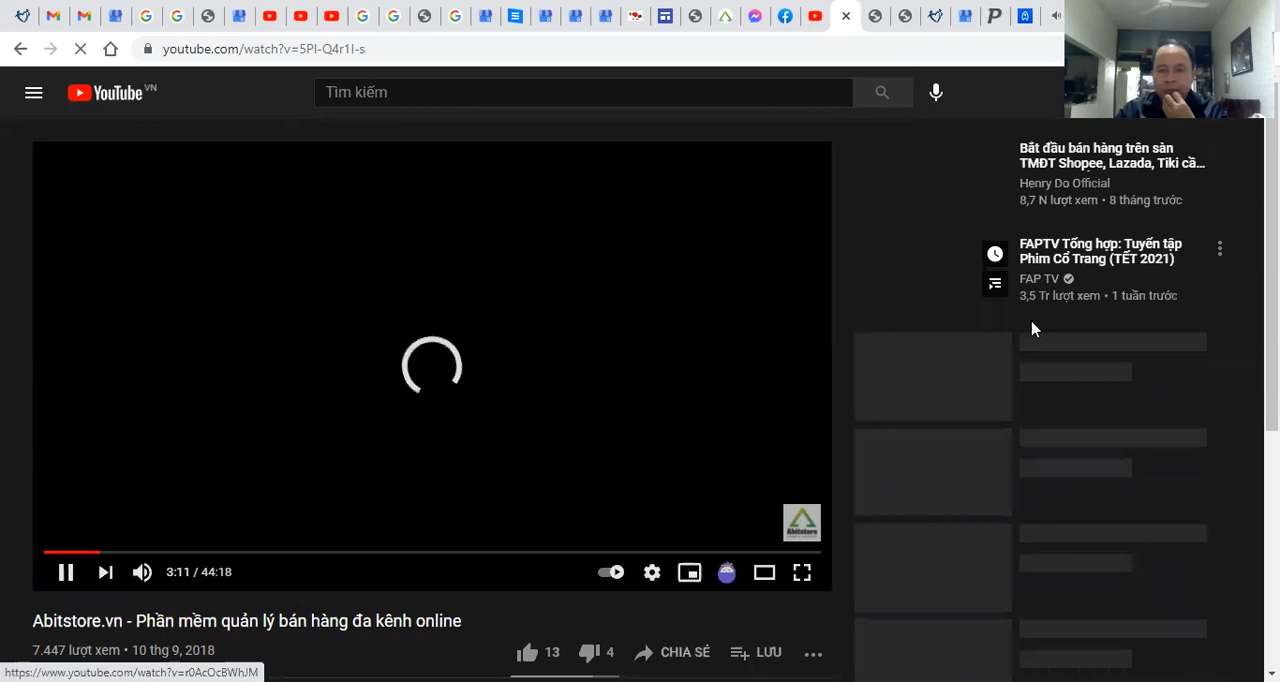 youtube.com/watch?v=5PI-Q4r1I-s
YouTube VN
Tìm kiếm
Bắt đầu bán hàng trên sàn
TMĐT Shopee, Lazada, Tiki cầ...
Henry Do Official
8,7 N lượt xem • 8 tháng trước
FAPTV Tổng hợp: Tuyển tập
Phim Cổ Trang (TẾT 2021)
FAP TV
3,5 Tr lượt xem • 1 tuần trước
Abitstore
3:11 / 44:18
Abitstore.vn - Phần mềm quản lý bán hàng đa kênh online
7.447 lượt xem • 10 thg 9, 2018
13
4
CHIA SẺ
LƯU
https://www.youtube.com/watch?v=r0AcOcBWhJM